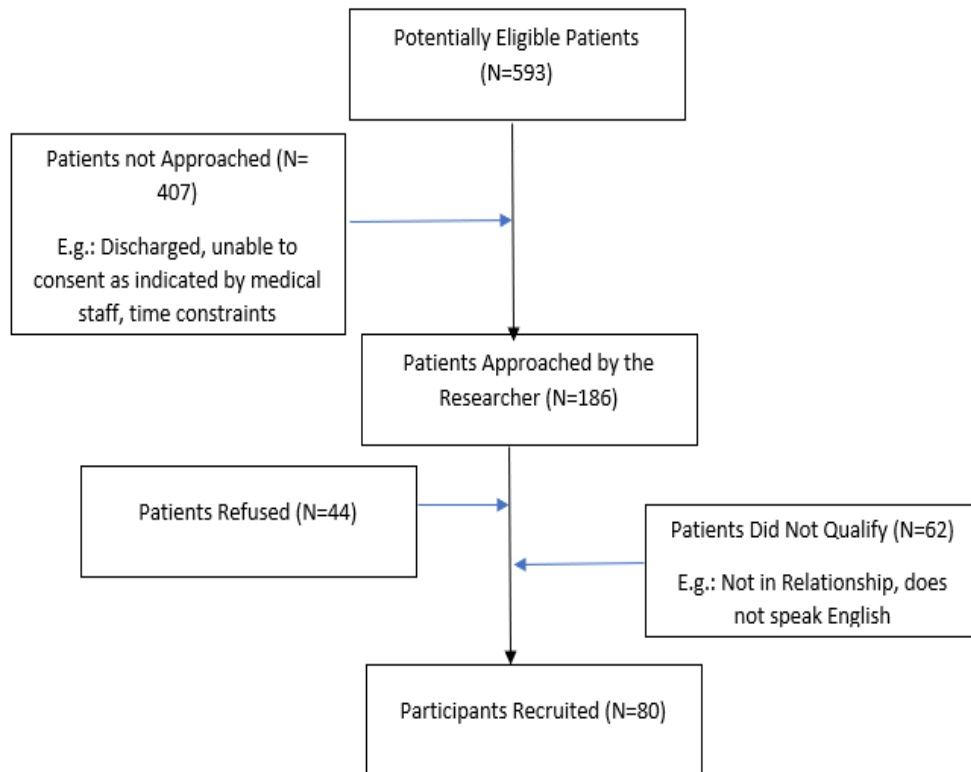 Potentially Eligible Patients
(N=593)
Patients not Approached (N=
407)
E.g.: Discharged, unable to
consent as indicated by medical
staff, time constraints
Patients Approached by the
Researcher (N=186)
Patients Refused (N=44)
Patients Did Not Qualify (N=62)
E.g.: Not in Relationship, does
not speak English
Participants Recruited (N=80)